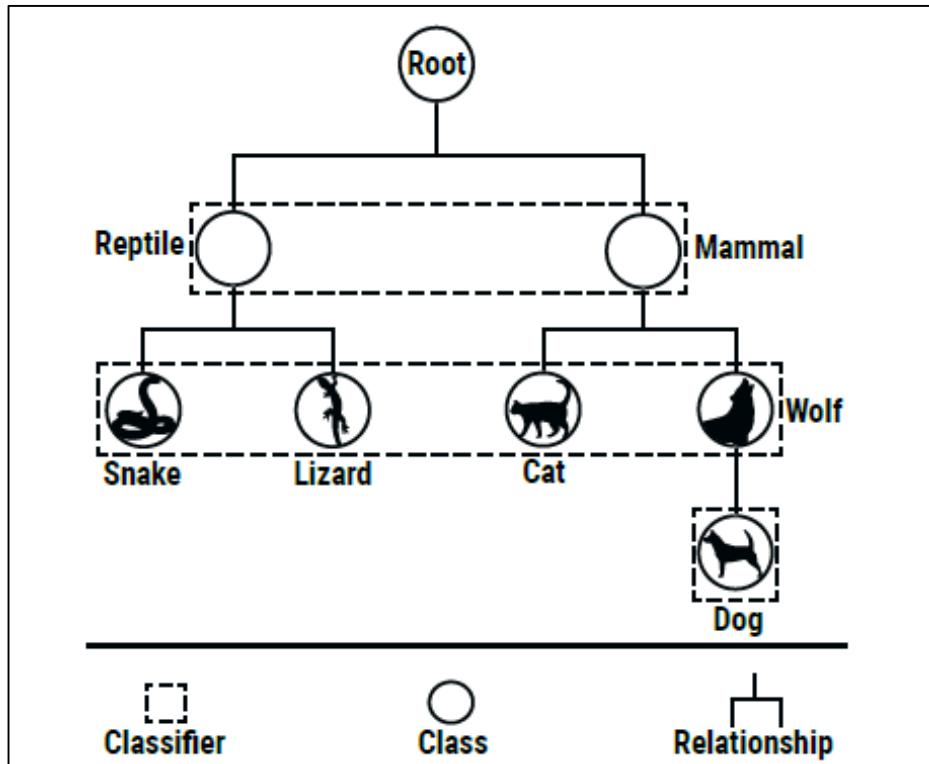 Root
Reptile
Mammal
Wolf
Snake
Lizard
Cat
Dog
Classifier
Class
Relationship